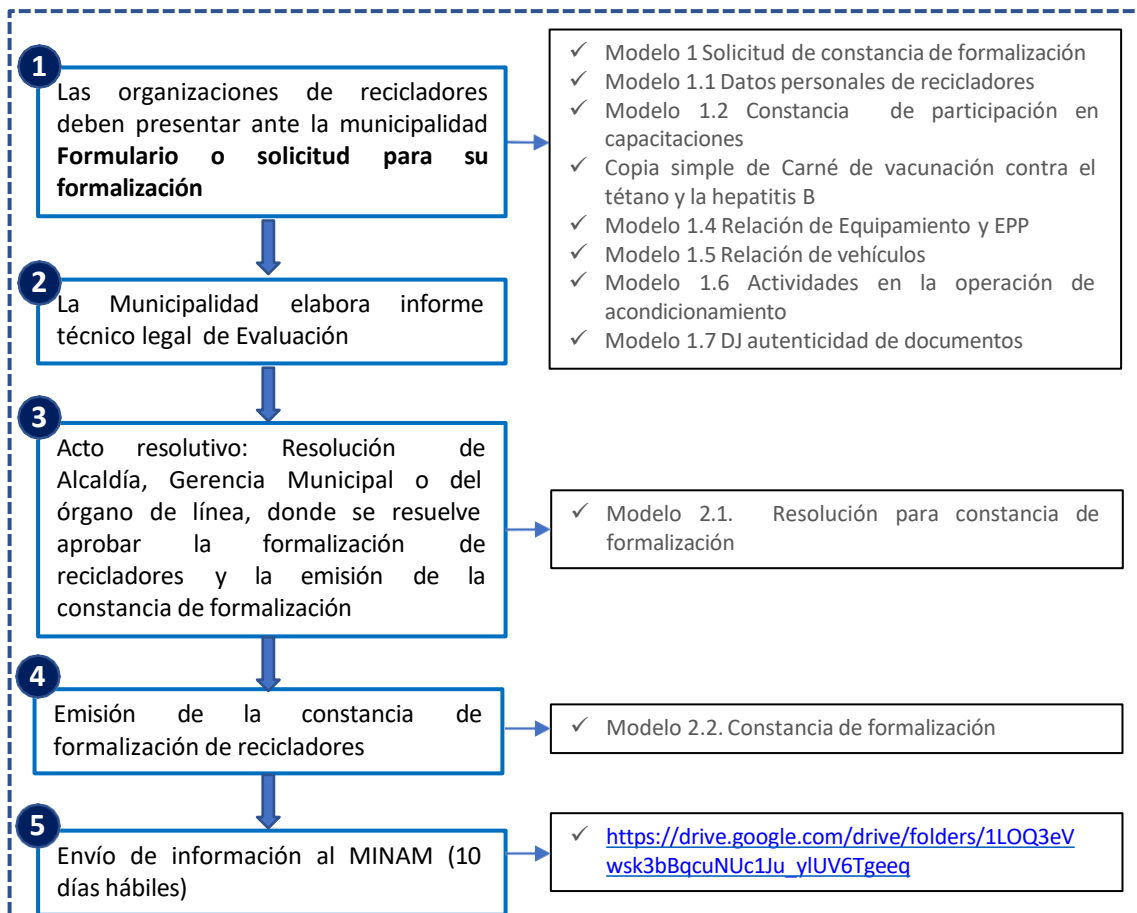 1
Las organizaciones de recicladores
deben presentar ante la municipalidad
Formulario o solicitud para su
formalización
✓ Modelo 1 Solicitud de constancia de formalización
✓ Modelo 1.1 Datos personales de recicladores
✓ Modelo 1.2 Constancia de participación en
capacitaciones
✓ Copia simple de Carné de vacunación contra el
tétano y la hepatitis B
✓ Modelo 1.4 Relación de Equipamiento y EPP
✓ Modelo 1.5 Relación de vehículos
✓ Modelo 1.6 Actividades en la operación de
acondicionamiento
✓ Modelo 1.7 DJ autenticidad de documentos
2
La Municipalidad elabora informe
técnico legal de Evaluación
3
Acto resolutivo: Resolución de
Alcaldía, Gerencia Municipal o del
órgano de línea, donde se resuelve
aprobar la formalización de
recicladores y la emisión de la
constancia de formalización
✓ Modelo 2.1. Resolución para constancia de
formalización
4
Emisión de la constancia de
formalización de recicladores
✓ Modelo 2.2. Constancia de formalización
5
Envío de información al MINAM (10
días hábiles)
✓ https://drive.google.com/drive/folders/1LOQ3eV
wsk3bBqcuNUc1Ju_ylUV6Tgeeq